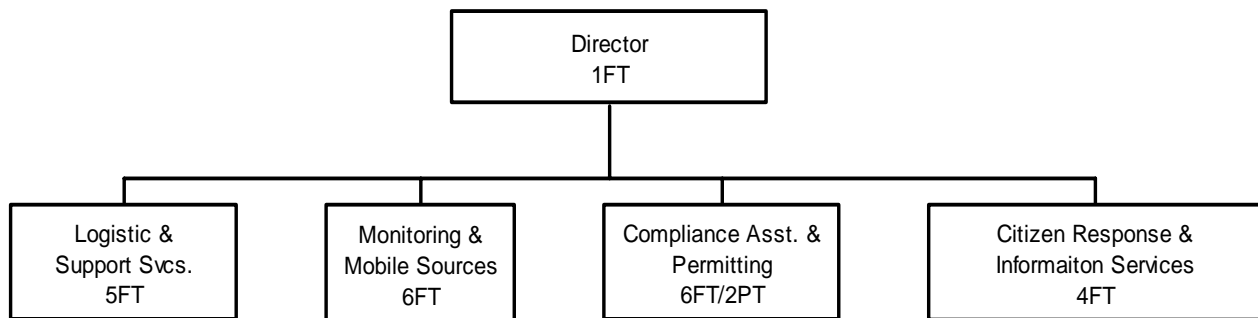 Director
1FT
Logistic &
Support Svcs.
5FT
Monitoring &
Mobile Sources
6FT
Compliance Asst. &
Permitting
6FT/2PT
Citizen Response &
Informaiton Services
4FT